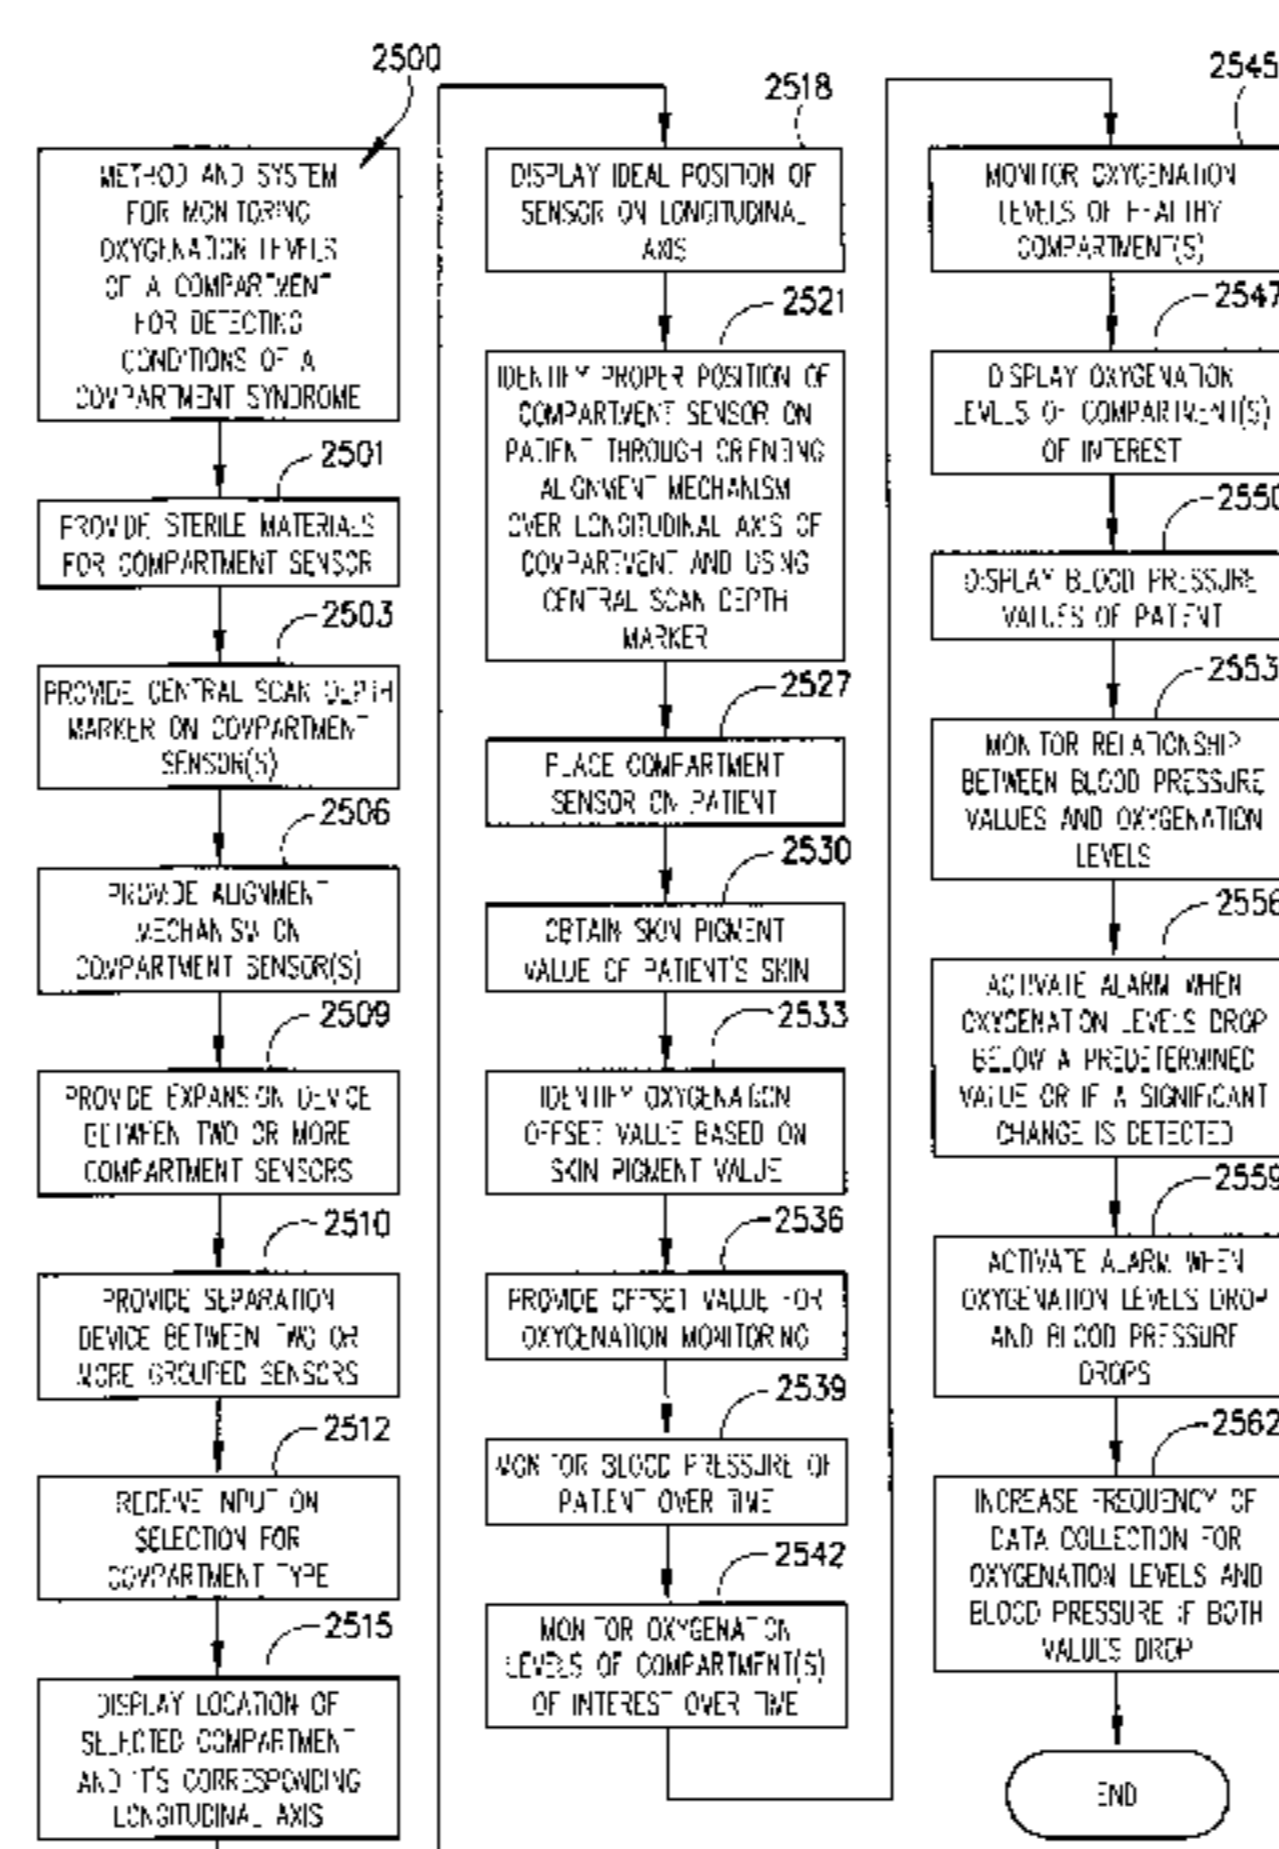 2500
METHOD AND SYSTEM
FOR MONITORING
OXYGENATION LEVELS
OF A COMPARTMENT
FOR DETECTING
CONDITIONS OF A
COMPARTMENT SYNDROME
2501
PROVIDE STERILE MATERIALS
FOR COMPARTMENT SENSOR
2503
PROVIDE CENTRAL SCAN DEPTH
MARKER ON COMPARTMENT
SENSOR(S)
2506
PROVIDE ALIGNMENT
MECHANISM ON
COMPARTMENT SENSOR(S)
2509
PROVIDE EXPANSION DEVICE
BETWEEN TWO OR MORE
COMPARTMENT SENSORS
2510
PROVIDE SEPARATION
DEVICE BETWEEN TWO OR
MORE GROUPED SENSORS
2512
RECEIVE INPUT ON
SELECTION FOR
COMPARTMENT TYPE
2515
DISPLAY LOCATION OF
SELECTED COMPARTMENT
AND IT'S CORRESPONDING
LONGITUDINAL AXIS
2518
DISPLAY IDEAL POSITION OF
SENSOR ON LONGITUDINAL
AXIS
2521
IDENTIFY PROPER POSITION OF
COMPARTMENT SENSOR ON
PATIENT THROUGH ORIENTING
ALIGNMENT MECHANISM
OVER LONGITUDINAL AXIS OF
COMPARTMENT AND USING
CENTRAL SCAN DEPTH
MARKER
2527
PLACE COMPARTMENT
SENSOR ON PATIENT
2530
OBTAIN SKIN PIGMENT
VALUE OF PATIENT'S SKIN
2533
IDENTIFY OXYGENATION
OFFSET VALUE BASED ON
SKIN PIGMENT VALUE
2536
PROVIDE OFFSET VALUE FOR
OXYGENATION MONITORING
2539
MONITOR BLOOD PRESSURE OF
PATIENT OVER TIME
2542
MONITOR OXYGENATION
LEVELS OF COMPARTMENT(S)
OF INTEREST OVER TIME
2545
MONITOR OXYGENATION
LEVELS OF HEALTHY
COMPARTMENT(S)
2547
DISPLAY OXYGENATION
LEVELS OF COMPARTMENT(S)
OF INTEREST
2550
DISPLAY BLOOD PRESSURE
VALUES OF PATIENT
2553
MONITOR RELATIONSHIP
BETWEEN BLOOD PRESSURE
VALUES AND OXYGENATION
LEVELS
2556
ACTIVATE ALARM WHEN
OXYGENATION LEVELS DROP
BELOW A PREDETERMINED
VALUE OR IF A SIGNIFICANT
CHANGE IS DETECTED
2559
ACTIVATE ALARM WHEN
OXYGENATION LEVELS DROP
AND BLOOD PRESSURE
DROPS
2562
INCREASE FREQUENCY OF
DATA COLLECTION FOR
OXYGENATION LEVELS AND
BLOOD PRESSURE IF BOTH
VALUES DROP
END